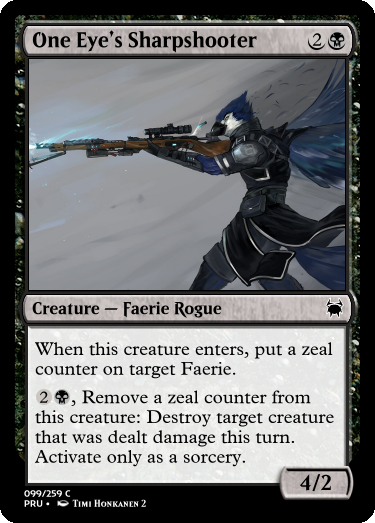 One Eye's Sharpshooter 2
Creature — Faerie Rogue
When this creature enters, put a zeal
counter on target Faerie.
2, Remove a zeal counter from
this creature: Destroy target creature
that was dealt damage this turn.
Activate only as a sorcery.
4/2
099/259 C
PRU • Timi Honkanen 2